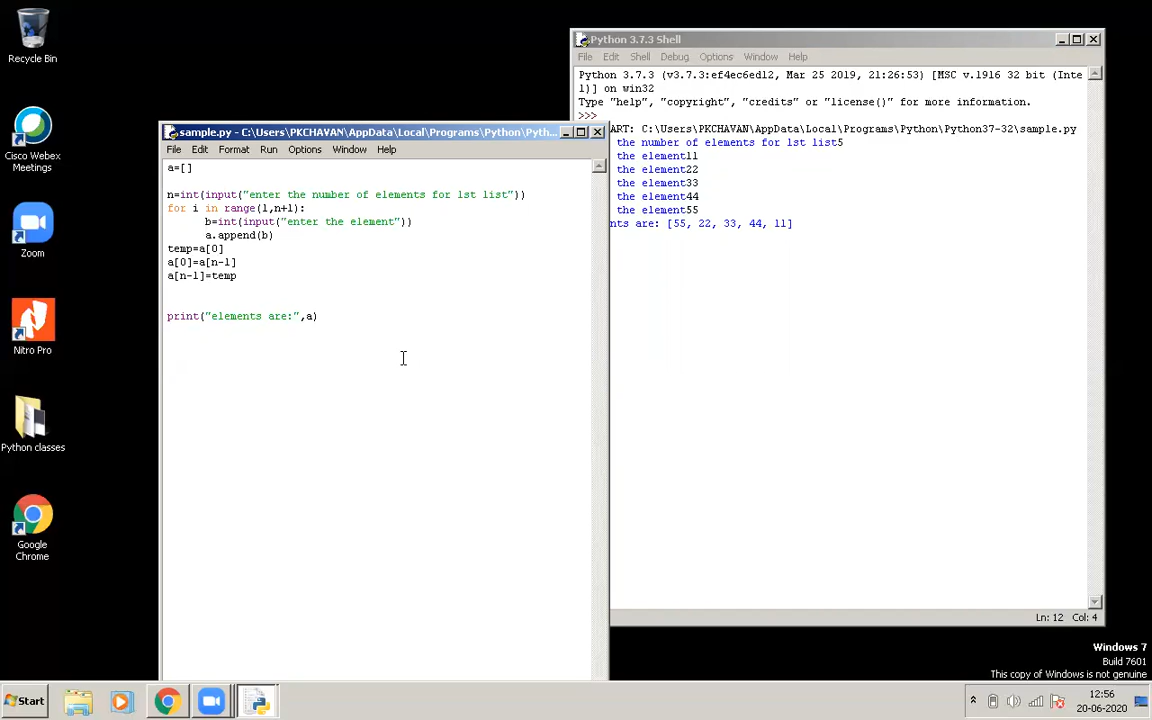 Recycle Bin
Cisco Webex
Meetings
Zoom
Nitro Pro
Python classes
Google
Chrome
Python 3.7.3 Shell
File Edit Shell Debug Options Window Help
Python 3.7.3 (v3.7.3:ef4ec6ed12, Mar 25 2019, 21:26:53) [MSC v.1916 32 bit (Inte
l)] on win32
Type "help", "copyright", "credits" or "license()" for more information.
>>>
ART: C:\Users\PKCHAVAN\AppData\Local\Programs\Python\Python37-32\sample.py
the number of elements for lst list5
the element11
the element22
the element33
the element44
the element55
nts are: [55, 22, 33, 44, 11]
Ln: 12 Col: 4
sample.py - C:\Users\PKCHAVAN\AppData\Local\Programs\Python\Pyth...
File Edit Format Run Options Window Help
a=[]
n=int(input("enter the number of elements for lst list"))
for i in range(1,n+1):
b=int(input("enter the element"))
a.append(b)
temp=a[0]
a[0]=a[n-1]
a[n-1]=temp
print("elements are:",a)
Windows 7
Build 7601
This copy of Windows is not genuine
Start
12:56
20-06-2020